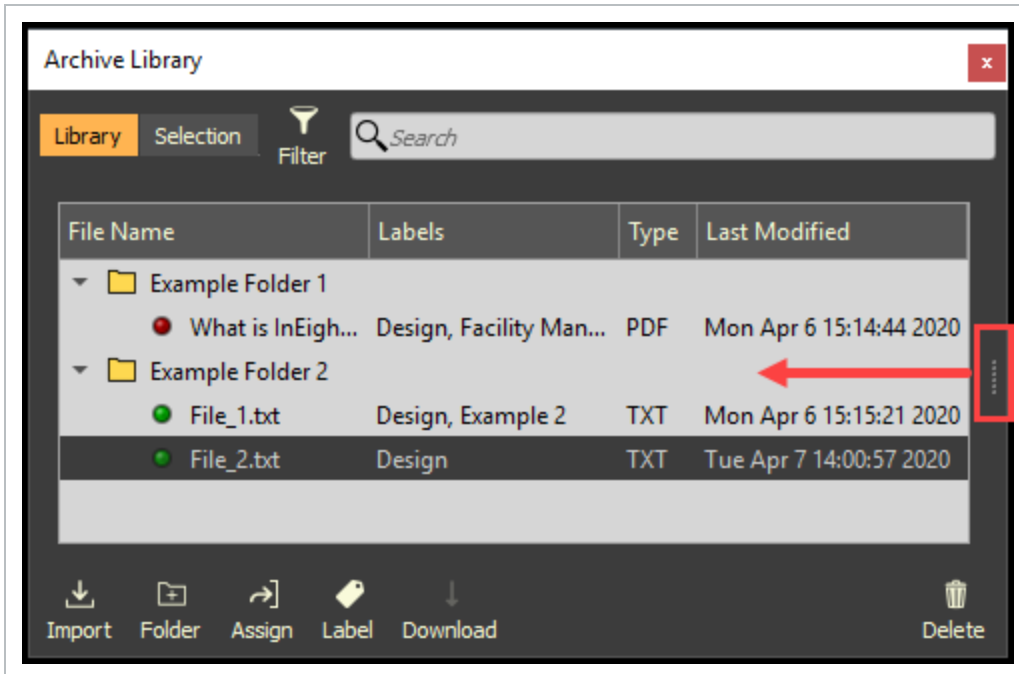 Archive Library
x
Library Selection Filter Search
File Name Labels Type Last Modified
Example Folder 1
What is InEigh... Design, Facility Man... PDF Mon Apr 6 15:14:44 2020
Example Folder 2
File_1.txt Design, Example 2 TXT Mon Apr 6 15:15:21 2020
File_2.txt Design TXT Tue Apr 7 14:00:57 2020
Import Folder Assign Label Download Delete